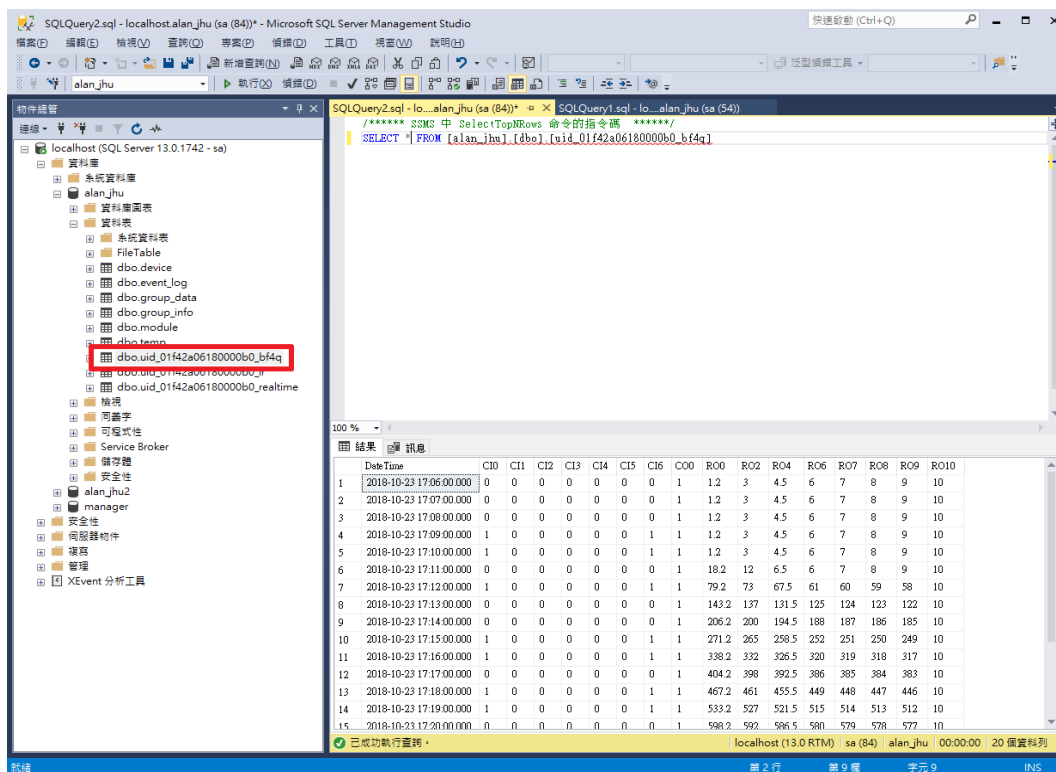 SQLQuery2.sql - localhost.alan_jhu (sa (84))* - Microsoft SQL Server Management Studio
快速啟動 (Ctrl+Q)
檔案(F) 編輯(E) 檢視(V) 查詢(Q) 專案(P) 偵錯(D) 工具(T) 視窗(W) 說明(H)
新增查詢(N) 泛型偵錯工具
alan_jhu 執行(X) 偵錯(D)
物件總管
連線
localhost (SQL Server 13.0.1742 - sa)
資料庫
系統資料庫
alan_jhu
資料庫圖表
資料表
系統資料表
FileTable
dbo.device
dbo.event_log
dbo.group_data
dbo.group_info
dbo.module
dbo.temp
dbo.uid_01f42a06180000b0_bf4q
dbo.uid_01f42a06180000b0_ir
dbo.uid_01f42a06180000b0_realtime
檢視
同義字
可程式性
Service Broker
儲存體
安全性
alan_jhu2
manager
安全性
伺服器物件
複寫
管理
XEvent 分析工具
SQLQuery2.sql - lo....alan_jhu (sa (84))* SQLQuery1.sql - lo....alan_jhu (sa (54))
/****** SSMS 中 SelectTopNRows 命令的指令碼 ******/
SELECT * FROM [alan_jhu].[dbo].[uid_01f42a06180000b0_bf4q]
100 %
結果 訊息
DateTime CI0 CI1 CI2 CI3 CI4 CI5 CI6 CO0 RO0 RO2 RO4 RO6 RO7 RO8 RO9 RO10
1 2018-10-23 17:06:00.000 0 0 0 0 0 0 0 1 1.2 3 4.5 6 7 8 9 10
2 2018-10-23 17:07:00.000 0 0 0 0 0 0 0 1 1.2 3 4.5 6 7 8 9 10
3 2018-10-23 17:08:00.000 0 0 0 0 0 0 0 1 1.2 3 4.5 6 7 8 9 10
4 2018-10-23 17:09:00.000 1 0 0 0 0 0 1 1 1.2 3 4.5 6 7 8 9 10
5 2018-10-23 17:10:00.000 1 0 0 0 0 0 1 1 1.2 3 4.5 6 7 8 9 10
6 2018-10-23 17:11:00.000 0 0 0 0 0 0 0 1 18.2 12 6.5 6 7 8 9 10
7 2018-10-23 17:12:00.000 1 0 0 0 0 0 1 1 79.2 73 67.5 61 60 59 58 10
8 2018-10-23 17:13:00.000 0 0 0 0 0 0 0 1 143.2 137 131.5 125 124 123 122 10
9 2018-10-23 17:14:00.000 0 0 0 0 0 0 0 1 206.2 200 194.5 188 187 186 185 10
10 2018-10-23 17:15:00.000 1 0 0 0 0 0 1 1 271.2 265 258.5 252 251 250 249 10
11 2018-10-23 17:16:00.000 1 0 0 0 0 0 1 1 338.2 332 326.5 320 319 318 317 10
12 2018-10-23 17:17:00.000 0 0 0 0 0 0 0 1 404.2 398 392.5 386 385 384 383 10
13 2018-10-23 17:18:00.000 1 0 0 0 0 0 1 1 467.2 461 455.5 449 448 447 446 10
14 2018-10-23 17:19:00.000 1 0 0 0 0 0 1 1 533.2 527 521.5 515 514 513 512 10
15 2018-10-23 17:20:00.000 0 0 0 0 0 0 0 1 598.2 592 586.5 580 579 578 577 10
已成功執行查詢。 localhost (13.0 RTM) sa (84) alan_jhu 00:00:00 20 個資料列
就緒 第 2 行 第 9 欄 字元 9 INS